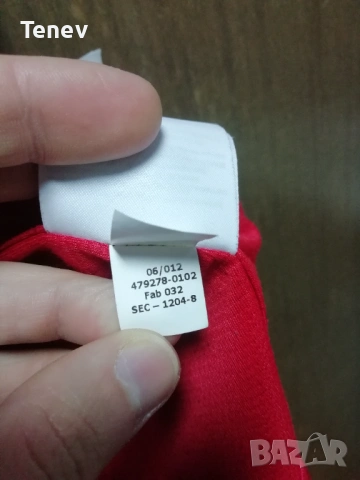 Tenev
06/012
479278-0102
Fab 032
SEC – 1204-8
BAZAR